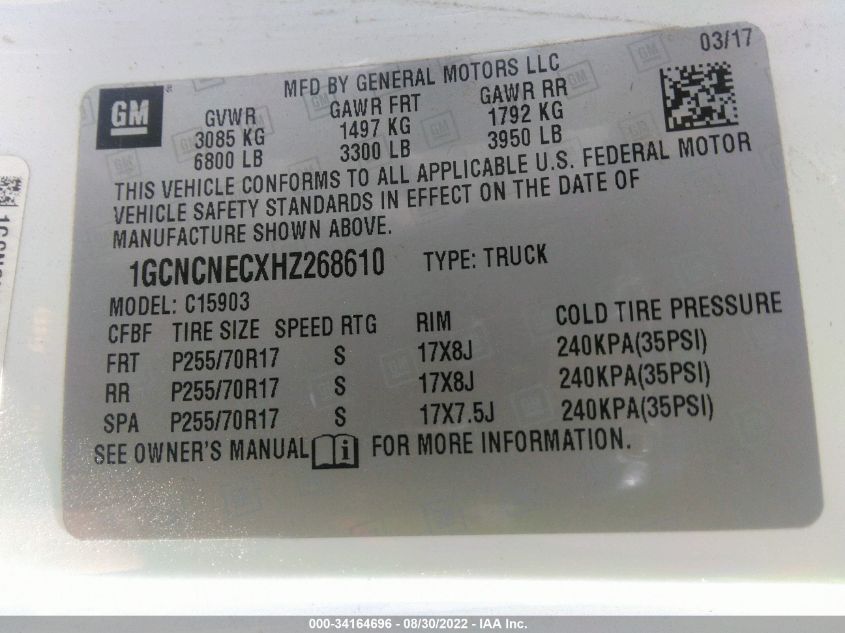 03/17
MFD BY GENERAL MOTORS LLC
GM
GVWR GAWR FRT GAWR RR
3085 KG 1497 KG 1792 KG
6800 LB 3300 LB 3950 LB
THIS VEHICLE CONFORMS TO ALL APPLICABLE U.S. FEDERAL MOTOR
VEHICLE SAFETY STANDARDS IN EFFECT ON THE DATE OF
MANUFACTURE SHOWN ABOVE.
1GCNCNECXHZ268610 TYPE: TRUCK
MODEL: C15903
CFBF TIRE SIZE SPEED RTG RIM COLD TIRE PRESSURE
FRT P255/70R17 S 17X8J 240KPA(35PSI)
RR P255/70R17 S 17X8J 240KPA(35PSI)
SPA P255/70R17 S 17X7.5J 240KPA(35PSI)
SEE OWNER'S MANUAL i FOR MORE INFORMATION.
000-34164696 - 08/30/2022 - IAA Inc.